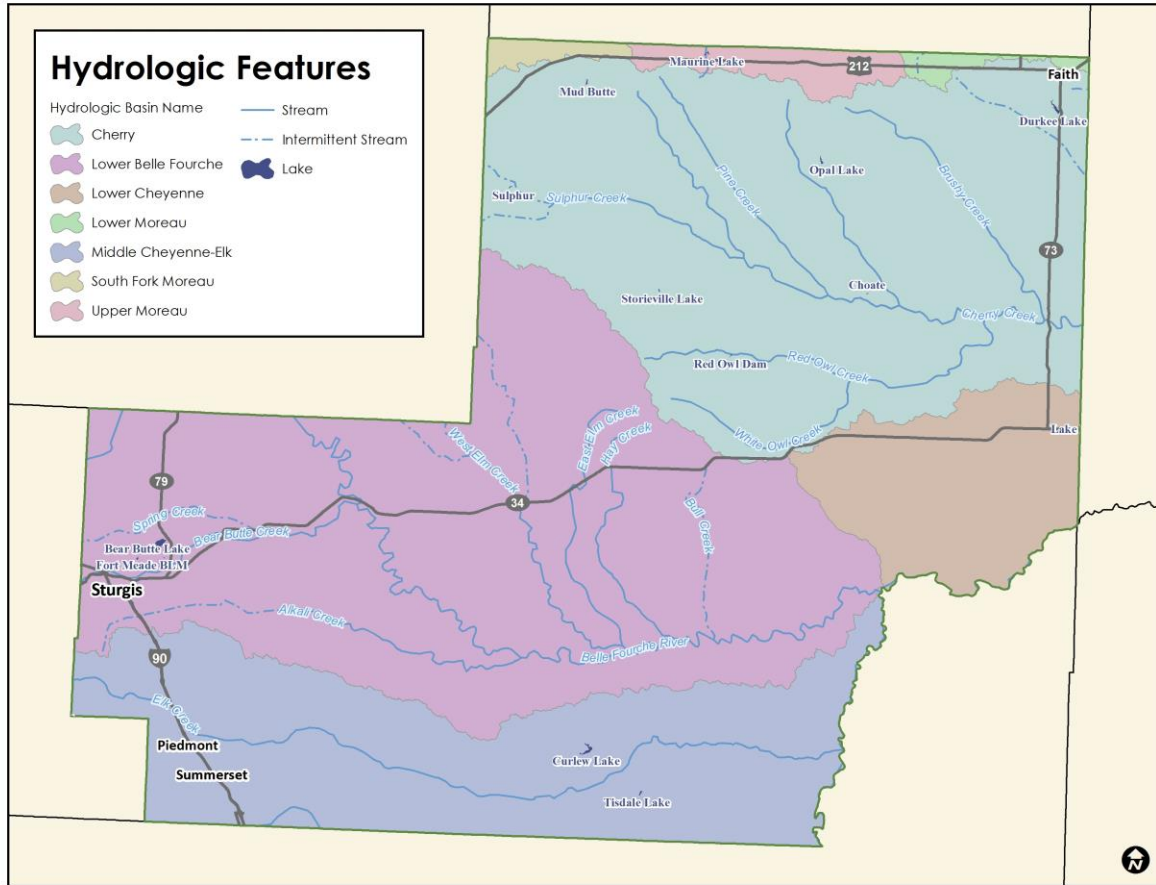 Hydrologic Features
Hydrologic Basin Name
Cherry
Lower Belle Fourche
Lower Cheyenne
Lower Moreau
Middle Cheyenne-Elk
South Fork Moreau
Upper Moreau
Stream
Intermittent Stream
Lake
Maurine Lake
212
Faith
Mud Butte
Durkee Lake
Opal Lake
Pine Creek
Brushy Creek
Sulphur
Sulphur Creek
73
Choate
Storieville Lake
Cherry Creek
Red Owl Dam
Red Owl Creek
White Owl Creek
Lake
East Elm Creek
Hay Creek
West Elm Creek
79
34
Bull Creek
Spring Creek
Bear Butte Creek
Bear Butte Lake
Fort Meade BLM
Sturgis
Alkali Creek
Belle Fourche River
90
Elk Creek
Piedmont
Curlew Lake
Summerset
Tisdale Lake
N